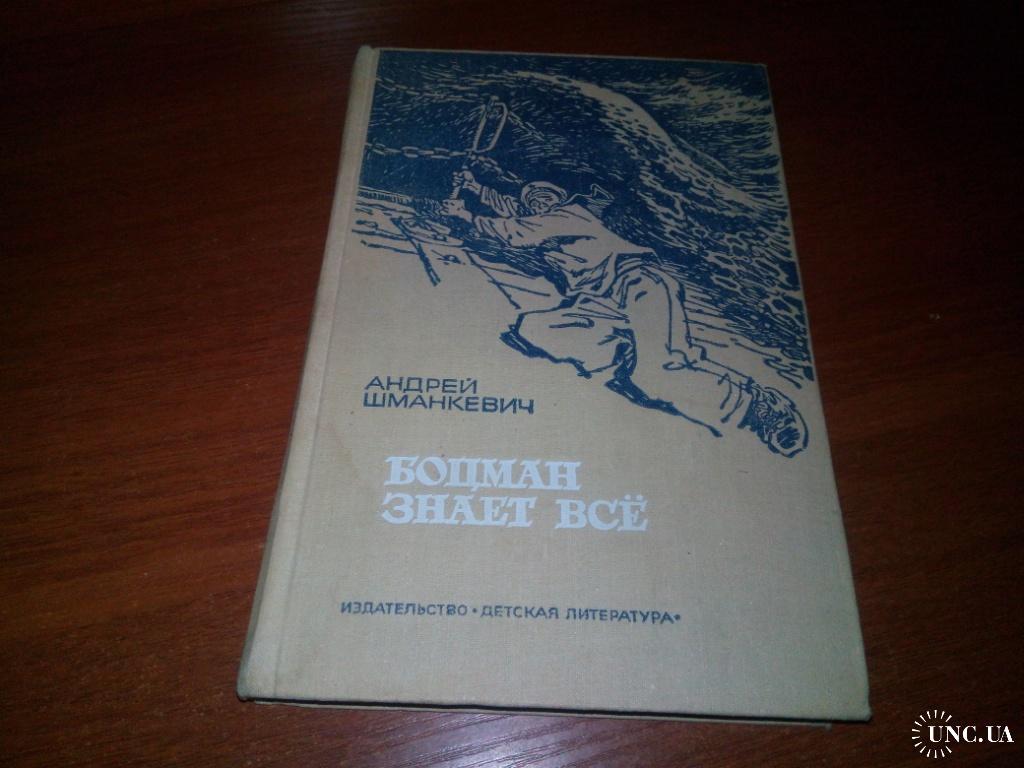 АНДРЕЙ
ШМАНКЕВИЧ
БОЦМАН
ЗНАЕТ ВСЁ
ИЗДАТЕЛЬСТВО • ДЕТСКАЯ ЛИТЕРАТУРА•
UNC.UA